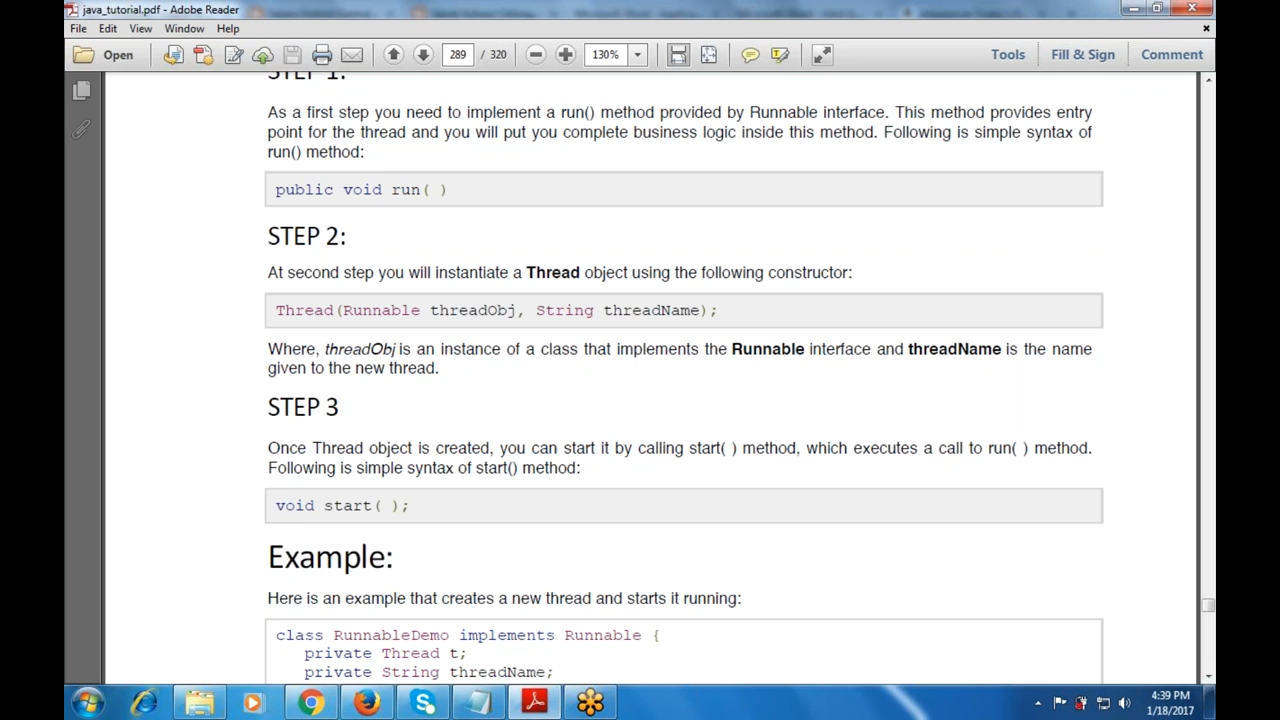 java_tutorial.pdf - Adobe Reader
File Edit View Window Help
Open 289 / 320 130% Tools Fill & Sign Comment
STEP 1:
As a first step you need to implement a run() method provided by Runnable interface. This method provides entry
point for the thread and you will put you complete business logic inside this method. Following is simple syntax of
run() method:
public void run( )
STEP 2:
At second step you will instantiate a Thread object using the following constructor:
Thread(Runnable threadObj, String threadName);
Where, threadObj is an instance of a class that implements the Runnable interface and threadName is the name
given to the new thread.
STEP 3
Once Thread object is created, you can start it by calling start( ) method, which executes a call to run( ) method.
Following is simple syntax of start() method:
void start( );
Example:
Here is an example that creates a new thread and starts it running:
class RunnableDemo implements Runnable {
private Thread t;
private String threadName;
4:39 PM
1/18/2017